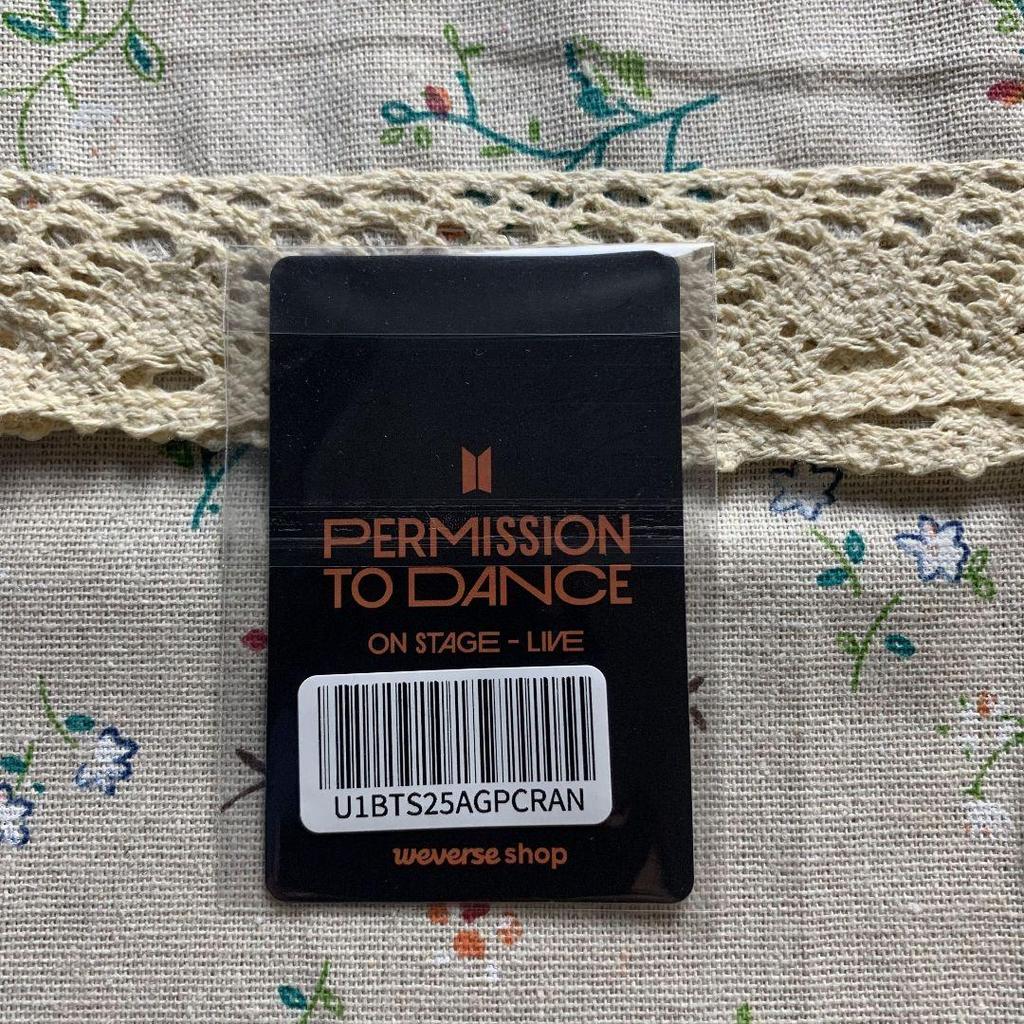 PERMISSION
TO DANCE
ON STAGE - LIVE
U1BTS25AGPCRAN
weverse shop